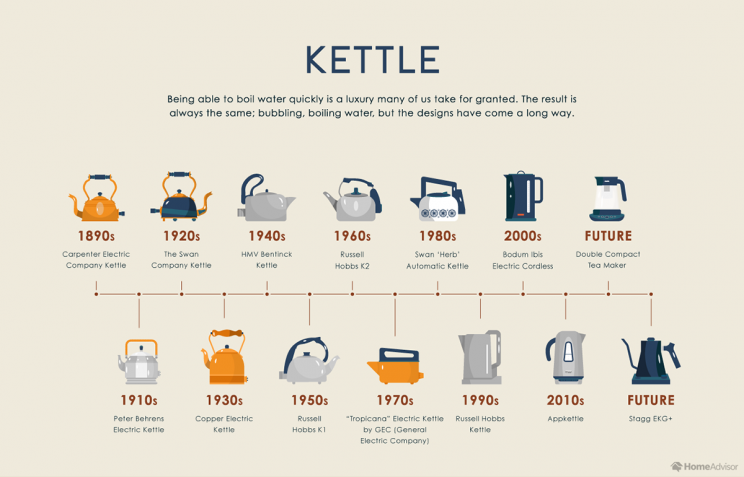 KETTLE
Being able to boil water quickly is a luxury many of us take for granted. The result is
always the same; bubbling, boiling water, but the designs have come a long way.
1890s
Carpenter Electric
Company Kettle
1920s
The Swan
Company Kettle
1940s
HMV Bentinck
Kettle
1960s
Russell
Hobbs K2
1980s
Swan ‘Herb’
Automatic Kettle
2000s
Bodum Ibis
Electric Cordless
FUTURE
Double Compact
Tea Maker
1910s
Peter Behrens
Electric Kettle
1930s
Copper Electric
Kettle
1950s
Russell
Hobbs K1
1970s
“Tropicana” Electric Kettle
by GEC (General
Electric Company)
1990s
Russell Hobbs
Kettle
2010s
Appkettle
FUTURE
Stagg EKG+
HomeAdvisor